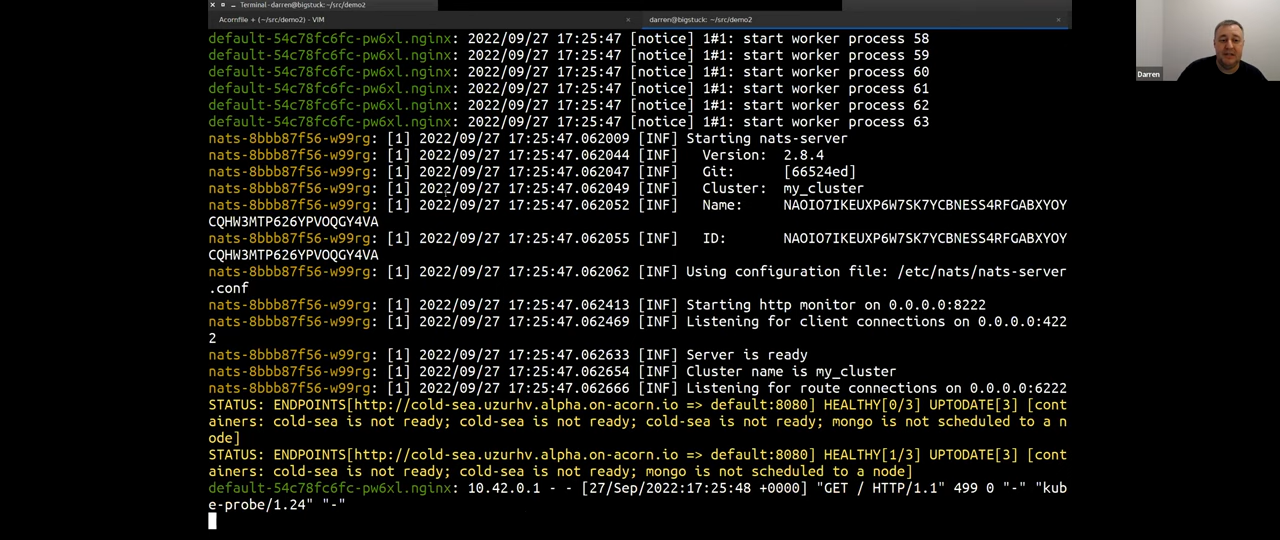 Terminal - darren@bigstuck: ~/src/demo2
Acornfile + (~/src/demo2) - VIM
darren@bigstuck: ~/src/demo2
default-54c78fc6fc-pw6xl.nginx: 2022/09/27 17:25:47 [notice] 1#1: start worker process 58
default-54c78fc6fc-pw6xl.nginx: 2022/09/27 17:25:47 [notice] 1#1: start worker process 59
default-54c78fc6fc-pw6xl.nginx: 2022/09/27 17:25:47 [notice] 1#1: start worker process 60
default-54c78fc6fc-pw6xl.nginx: 2022/09/27 17:25:47 [notice] 1#1: start worker process 61
default-54c78fc6fc-pw6xl.nginx: 2022/09/27 17:25:47 [notice] 1#1: start worker process 62
default-54c78fc6fc-pw6xl.nginx: 2022/09/27 17:25:47 [notice] 1#1: start worker process 63
nats-8bbb87f56-w99rg: [1] 2022/09/27 17:25:47.062009 [INF] Starting nats-server
nats-8bbb87f56-w99rg: [1] 2022/09/27 17:25:47.062044 [INF]   Version:  2.8.4
nats-8bbb87f56-w99rg: [1] 2022/09/27 17:25:47.062047 [INF]   Git:      [66524ed]
nats-8bbb87f56-w99rg: [1] 2022/09/27 17:25:47.062049 [INF]   Cluster:  my_cluster
nats-8bbb87f56-w99rg: [1] 2022/09/27 17:25:47.062052 [INF]   Name:     NAOIO7IKEUXP6W7SK7YCBNESS4RFGABXYOY
CQHW3MTP626YPVOQGY4VA
nats-8bbb87f56-w99rg: [1] 2022/09/27 17:25:47.062055 [INF]   ID:       NAOIO7IKEUXP6W7SK7YCBNESS4RFGABXYOY
CQHW3MTP626YPVOQGY4VA
nats-8bbb87f56-w99rg: [1] 2022/09/27 17:25:47.062062 [INF] Using configuration file: /etc/nats/nats-server
.conf
nats-8bbb87f56-w99rg: [1] 2022/09/27 17:25:47.062413 [INF] Starting http monitor on 0.0.0.0:8222
nats-8bbb87f56-w99rg: [1] 2022/09/27 17:25:47.062469 [INF] Listening for client connections on 0.0.0.0:422
2
nats-8bbb87f56-w99rg: [1] 2022/09/27 17:25:47.062633 [INF] Server is ready
nats-8bbb87f56-w99rg: [1] 2022/09/27 17:25:47.062654 [INF] Cluster name is my_cluster
nats-8bbb87f56-w99rg: [1] 2022/09/27 17:25:47.062666 [INF] Listening for route connections on 0.0.0.0:6222
STATUS: ENDPOINTS[http://cold-sea.uzurhv.alpha.on-acorn.io => default:8080] HEALTHY[0/3] UPTODATE[3] [cont
ainers: cold-sea is not ready; cold-sea is not ready; cold-sea is not ready; mongo is not scheduled to a n
ode]
STATUS: ENDPOINTS[http://cold-sea.uzurhv.alpha.on-acorn.io => default:8080] HEALTHY[1/3] UPTODATE[3] [cont
ainers: cold-sea is not ready; cold-sea is not ready; mongo is not scheduled to a node]
default-54c78fc6fc-pw6xl.nginx: 10.42.0.1 - - [27/Sep/2022:17:25:48 +0000] "GET / HTTP/1.1" 499 0 "-" "kub
e-probe/1.24" "-"
Darren